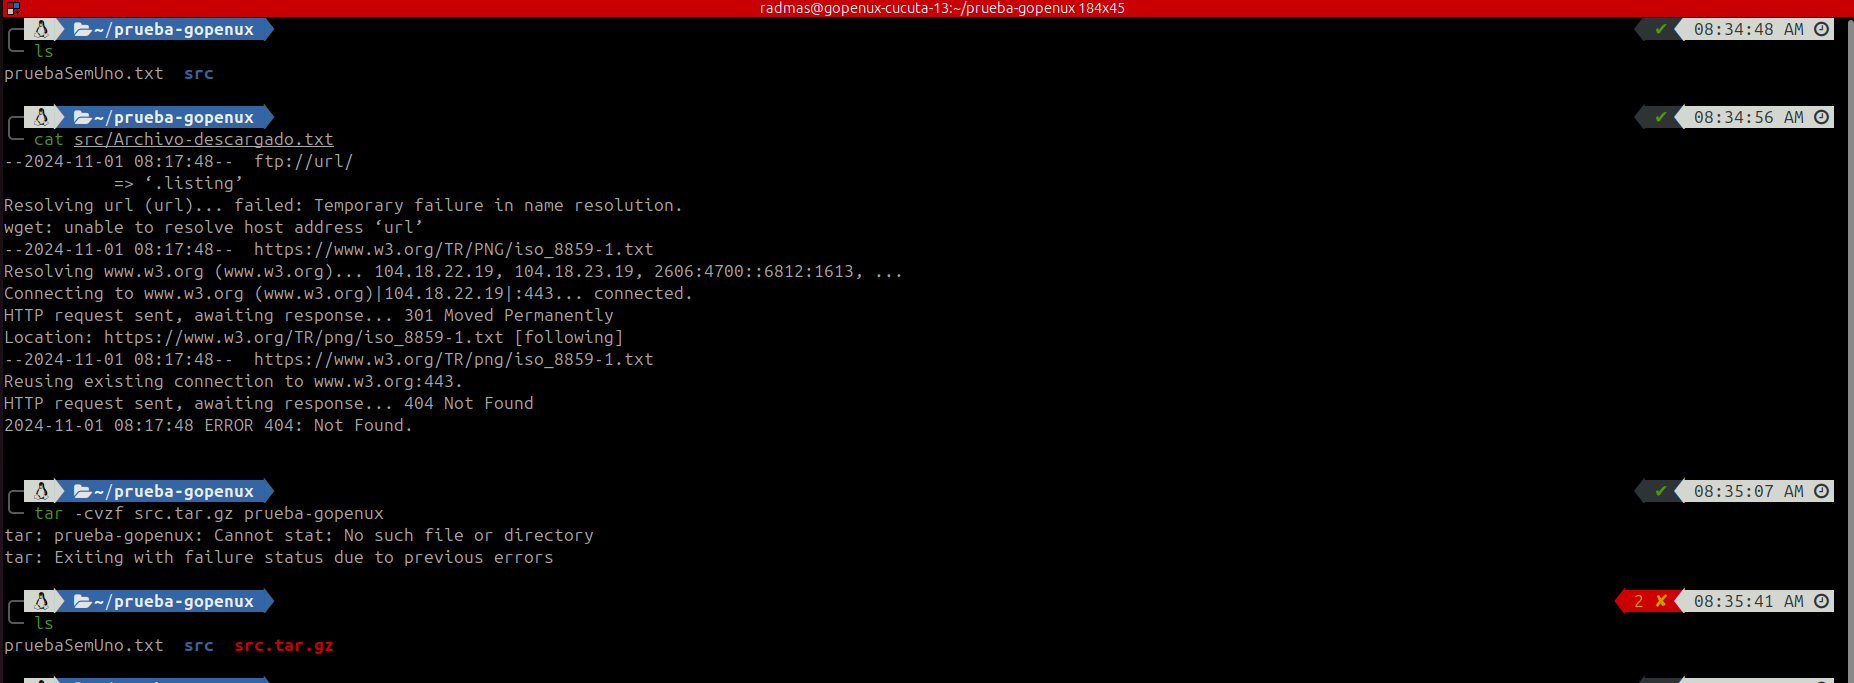 radmas@gopenux-cucuta-13:~/prueba-gopenux 184x45
~/prueba-gopenux ✔ 08:34:48 AM
ls
pruebaSemUno.txt  src
~/prueba-gopenux ✔ 08:34:56 AM
cat src/Archivo-descargado.txt
--2024-11-01 08:17:48--  ftp://url/
           => ‘.listing’
Resolving url (url)... failed: Temporary failure in name resolution.
wget: unable to resolve host address ‘url’
--2024-11-01 08:17:48--  https://www.w3.org/TR/PNG/iso_8859-1.txt
Resolving www.w3.org (www.w3.org)... 104.18.22.19, 104.18.23.19, 2606:4700::6812:1613, ...
Connecting to www.w3.org (www.w3.org)|104.18.22.19|:443... connected.
HTTP request sent, awaiting response... 301 Moved Permanently
Location: https://www.w3.org/TR/png/iso_8859-1.txt [following]
--2024-11-01 08:17:48--  https://www.w3.org/TR/png/iso_8859-1.txt
Reusing existing connection to www.w3.org:443.
HTTP request sent, awaiting response... 404 Not Found
2024-11-01 08:17:48 ERROR 404: Not Found.
~/prueba-gopenux ✔ 08:35:07 AM
tar -cvzf src.tar.gz prueba-gopenux
tar: prueba-gopenux: Cannot stat: No such file or directory
tar: Exiting with failure status due to previous errors
~/prueba-gopenux 2 ✘ 08:35:41 AM
ls
pruebaSemUno.txt  src  src.tar.gz